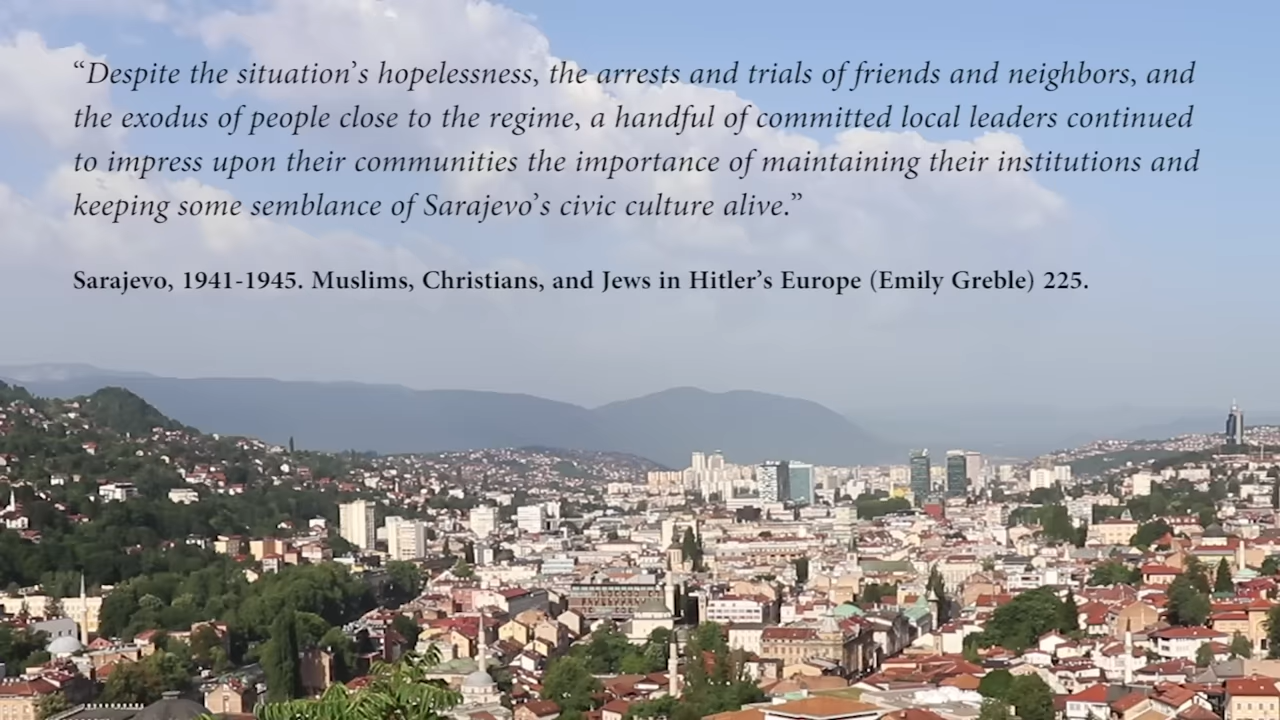 “Despite the situation’s hopelessness, the arrests and trials of friends and neighbors, and
the exodus of people close to the regime, a handful of committed local leaders continued
to impress upon their communities the importance of maintaining their institutions and
keeping some semblance of Sarajevo’s civic culture alive.”
Sarajevo, 1941-1945. Muslims, Christians, and Jews in Hitler’s Europe (Emily Greble) 225.